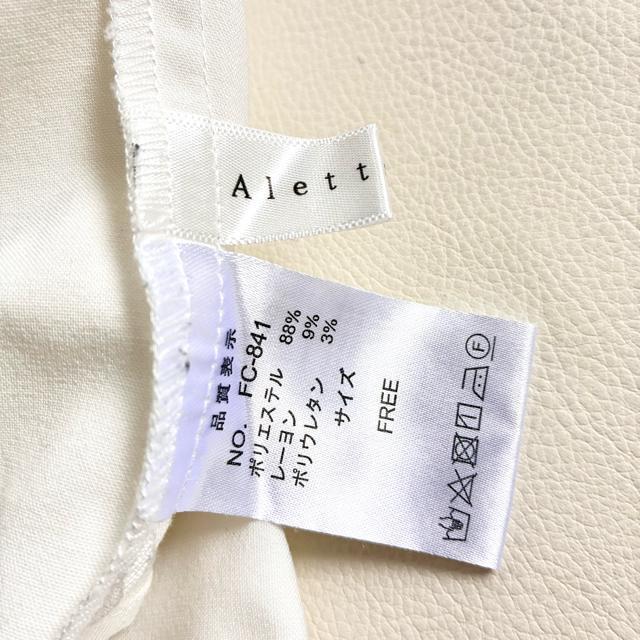 Alett
品質表示
NO. FC-841
ポリエステル 88%
レーヨン 9%
ポリウレタン 3%
サイズ
FREE
F